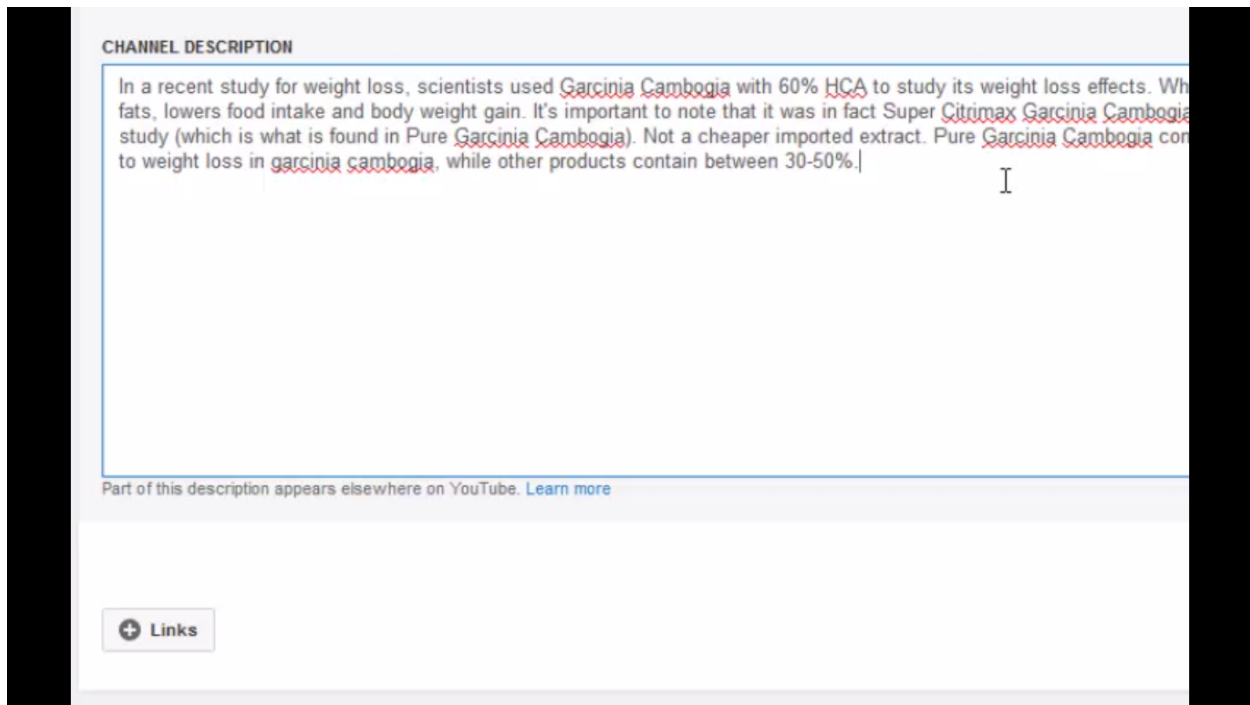 CHANNEL DESCRIPTION
In a recent study for weight loss, scientists used Garcinia Cambogia with 60% HCA to study its weight loss effects. Wh
fats, lowers food intake and body weight gain. It's important to note that it was in fact Super Citrimax Garcinia Cambogia
study (which is what is found in Pure Garcinia Cambogia). Not a cheaper imported extract. Pure Garcinia Cambogia con
to weight loss in garcinia cambogia, while other products contain between 30-50%.
Part of this description appears elsewhere on YouTube. Learn more
Links